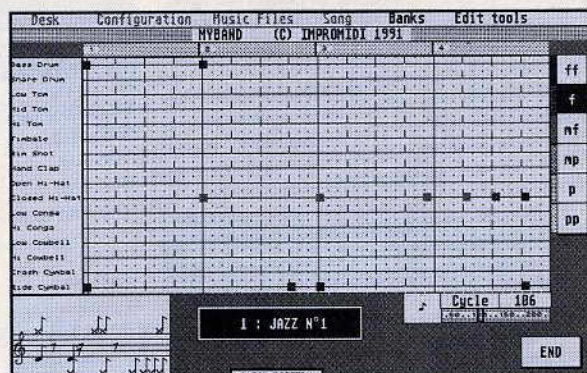 Desk Configuration Music Files Song Banks Edit tools
MYBAND (C) IMPROMIDI 1991
1 2 3 4
Bass Drum
Snare Drum
Low Tom
Mid Tom
Hi Tom
Timbale
Rim Shot
Hand Clap
Open Hi-Hat
Closed Hi-Hat
Low Conga
Hi Conga
Low Cowbell
Hi Cowbell
Crash Cymbal
Ride Cymbal
ff
f
mf
mp
p
pp
Cycle 106
1 : JAZZ N°1
END